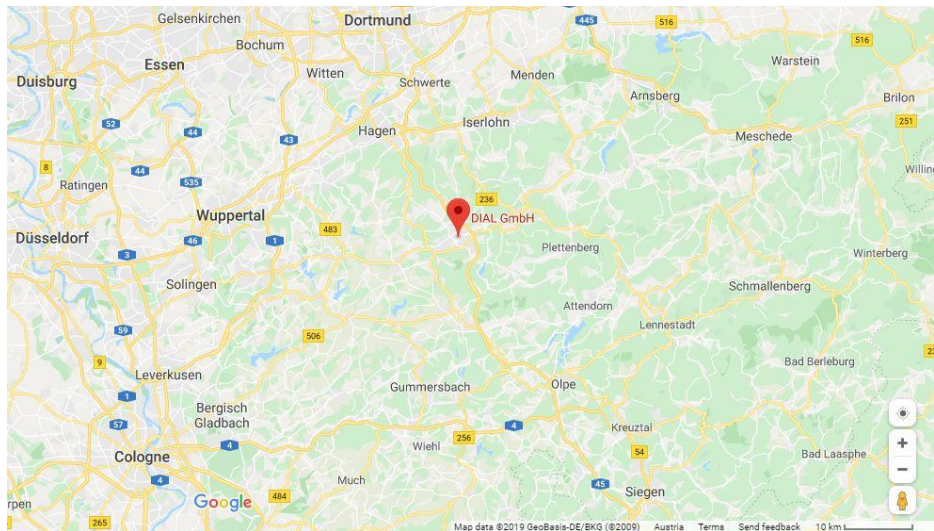 Dortmund
Gelsenkirchen
445
516
516
Bochum
Essen
Witten
Schwerte
Menden
Warstein
Duisburg
Arnsberg
Brilon
52
44
43
Hagen
Iserlohn
Meschede
251
8
44
535
Willing
Ratingen
236
Wuppertal
DIAL GmbH
483
Düsseldorf
46
1
Plettenberg
3
Winterberg
Solingen
Schmallenberg
Attendorn
59
Lennestadt
506
9
Bad Berleburg
Leverkusen
Gummersbach
Olpe
1
Bergisch
Gladbach
57
4
4
Kreuztal
256
Wiehl
Cologne
54
Bad Laasphe
4
Much
45
Siegen
484
Google
rpen
265
Map data ©2019 GeoBasis-DE/BKG (©2009) Austria Terms Send feedback 10 km